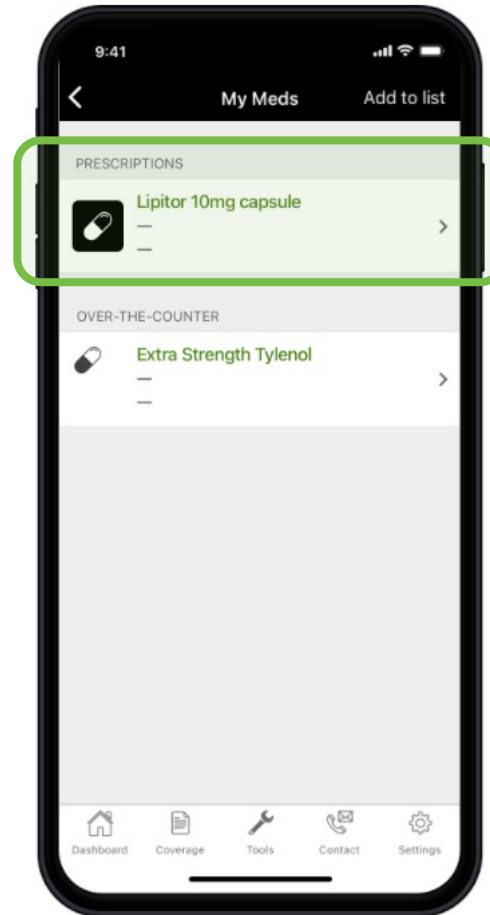 9:41
My Meds Add to list
PRESCRIPTIONS
Lipitor 10mg capsule
—
—
OVER-THE-COUNTER
Extra Strength Tylenol
—
—
Dashboard Coverage Tools Contact Settings